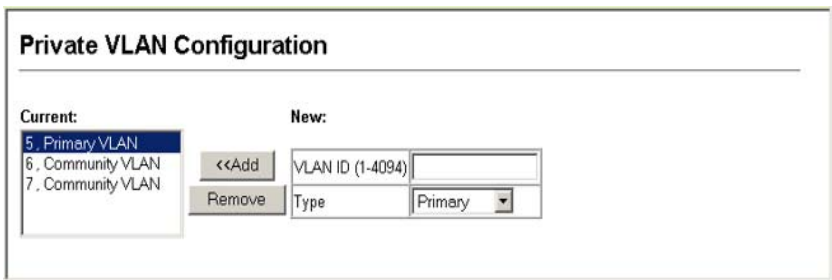 Private VLAN Configuration
Current:
New:
5 , Primary VLAN
6 , Community VLAN
7 , Community VLAN
<<Add
Remove
VLAN ID (1-4094)
Type
Primary